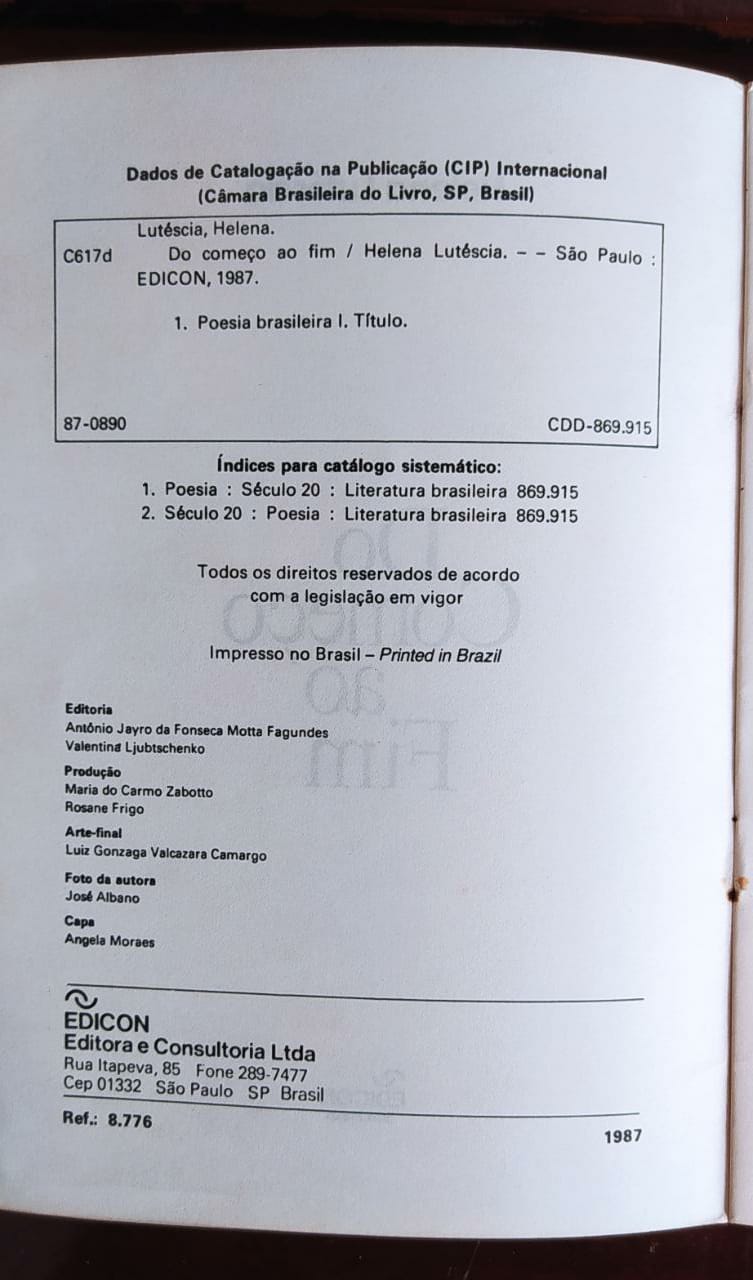 Dados de Catalogação na Publicação (CIP) Internacional
(Câmara Brasileira do Livro, SP, Brasil)
Lutéscia, Helena.
C617d Do começo ao fim / Helena Lutéscia. – – São Paulo :
EDICON, 1987.
1. Poesia brasileira I. Título.
87-0890 CDD-869.915
Índices para catálogo sistemático:
1. Poesia : Século 20 : Literatura brasileira 869.915
2. Século 20 : Poesia : Literatura brasileira 869.915
Todos os direitos reservados de acordo
com a legislação em vigor
Impresso no Brasil – Printed in Brazil
Editoria
Antônio Jayro da Fonseca Motta Fagundes
Valentina Ljubtschenko
Produção
Maria do Carmo Zabotto
Rosane Frigo
Arte-final
Luiz Gonzaga Valcazara Camargo
Foto da autora
José Albano
Capa
Angela Moraes
EDICON
Editora e Consultoria Ltda
Rua Itapeva, 85 Fone 289-7477
Cep 01332 São Paulo SP Brasil
Ref.: 8.776
1987